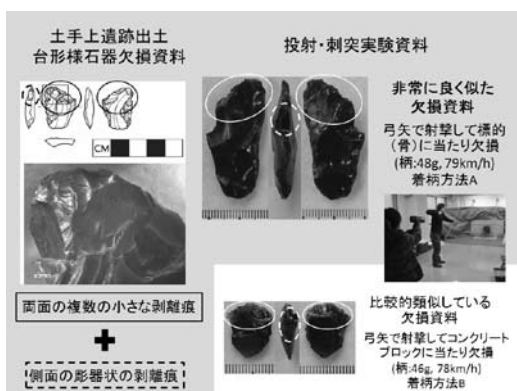 土手上遺跡出土
台形様石器欠損資料
CM
両面の複数の小さな剥離痕
+
側面の彫器状の剥離痕
投射・刺突実験資料
非常に良く似た
欠損資料
弓矢で射撃して標的
(骨)に当たり欠損
(柄:48g, 79km/h)
着柄方法A
比較的類似している
欠損資料
弓矢で射撃してコンクリート
ブロックに当たり欠損
(柄:46g, 78km/h)
着柄方法B